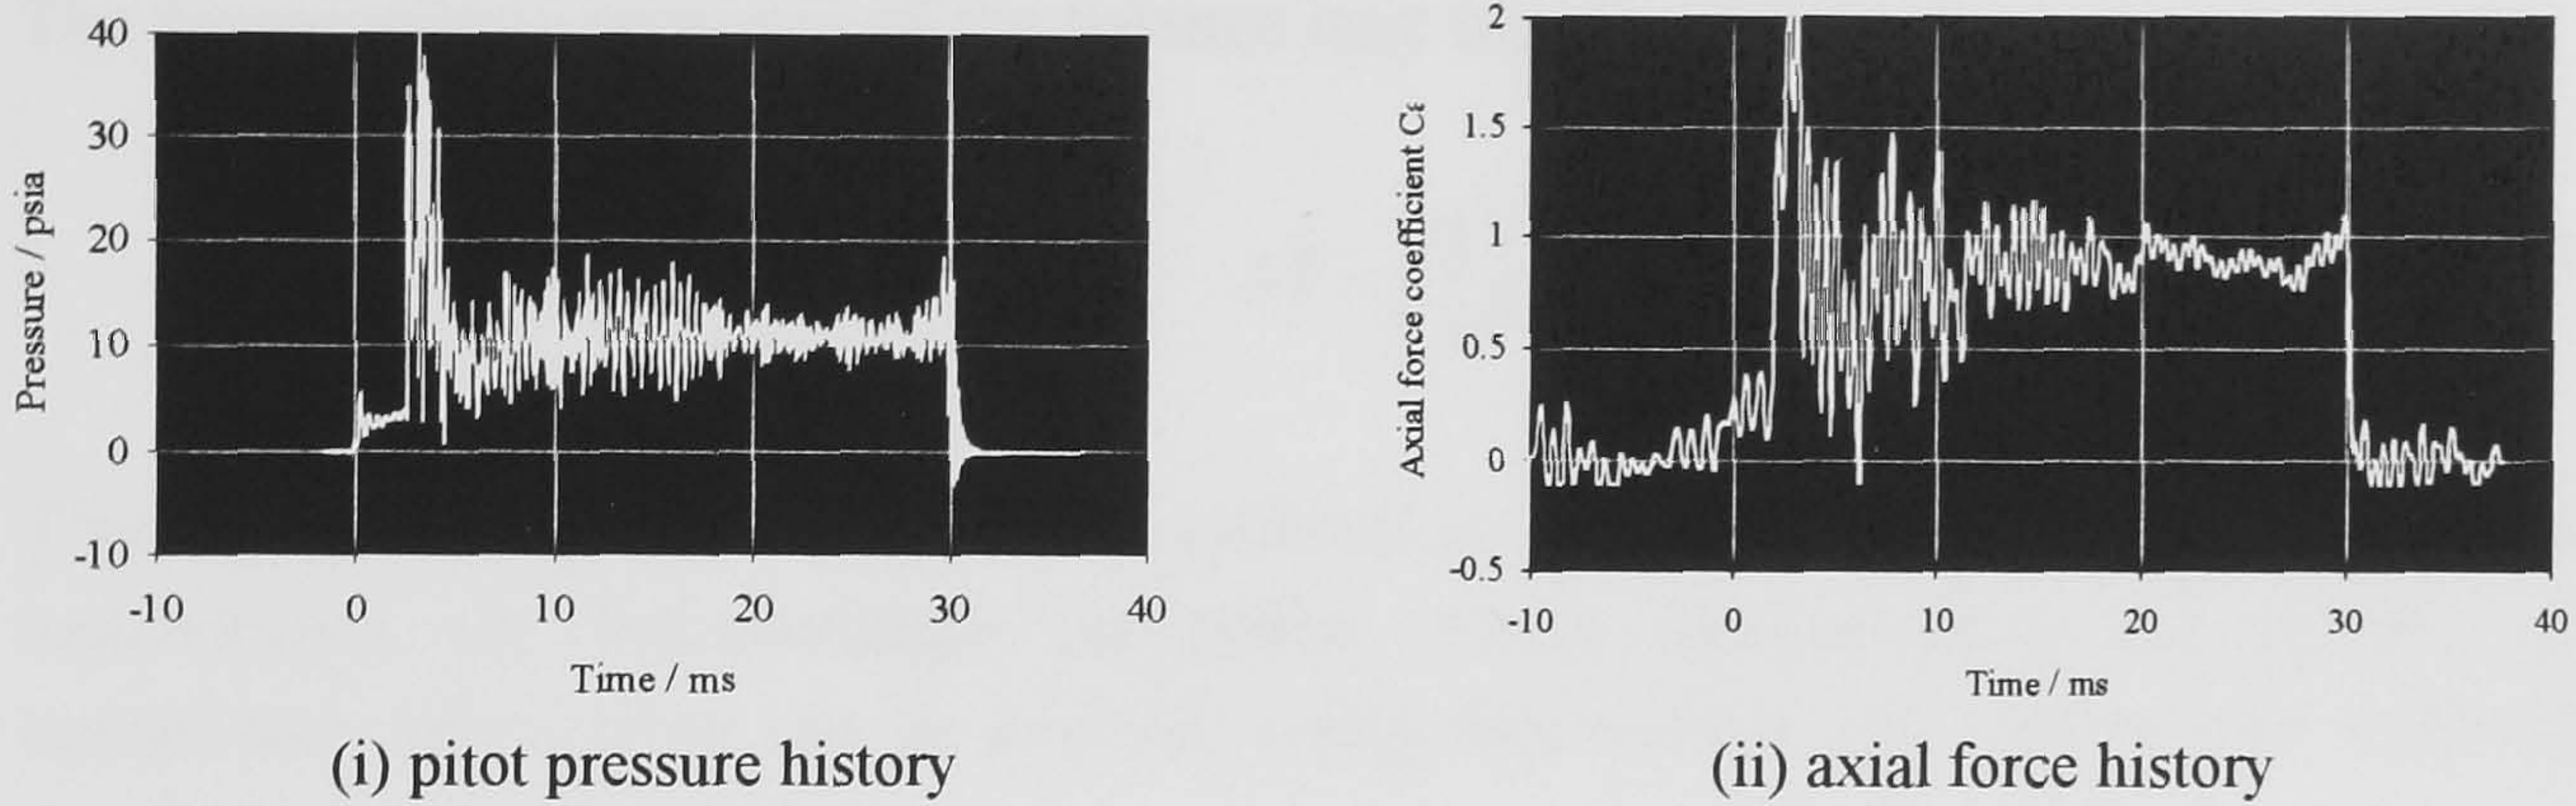 40
30
20
10
0
-10
Pressure / psia
-10 0 10 20 30 40
Time / ms
(i) pitot pressure history
2
1.5
1
0.5
0
-0.5
Axial force coefficient
-10 0 10 20 30 40
Time / ms
(ii) axial force history